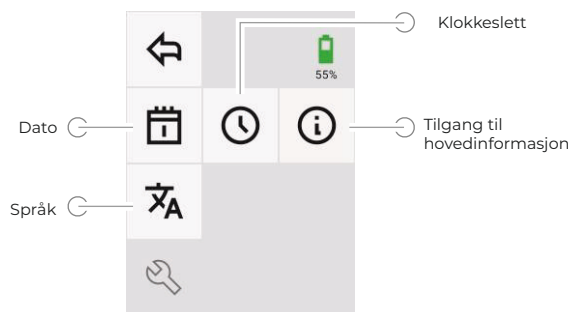 Klokkeslett
55%
Dato
Tilgang til
hovedinformasjon
Språk